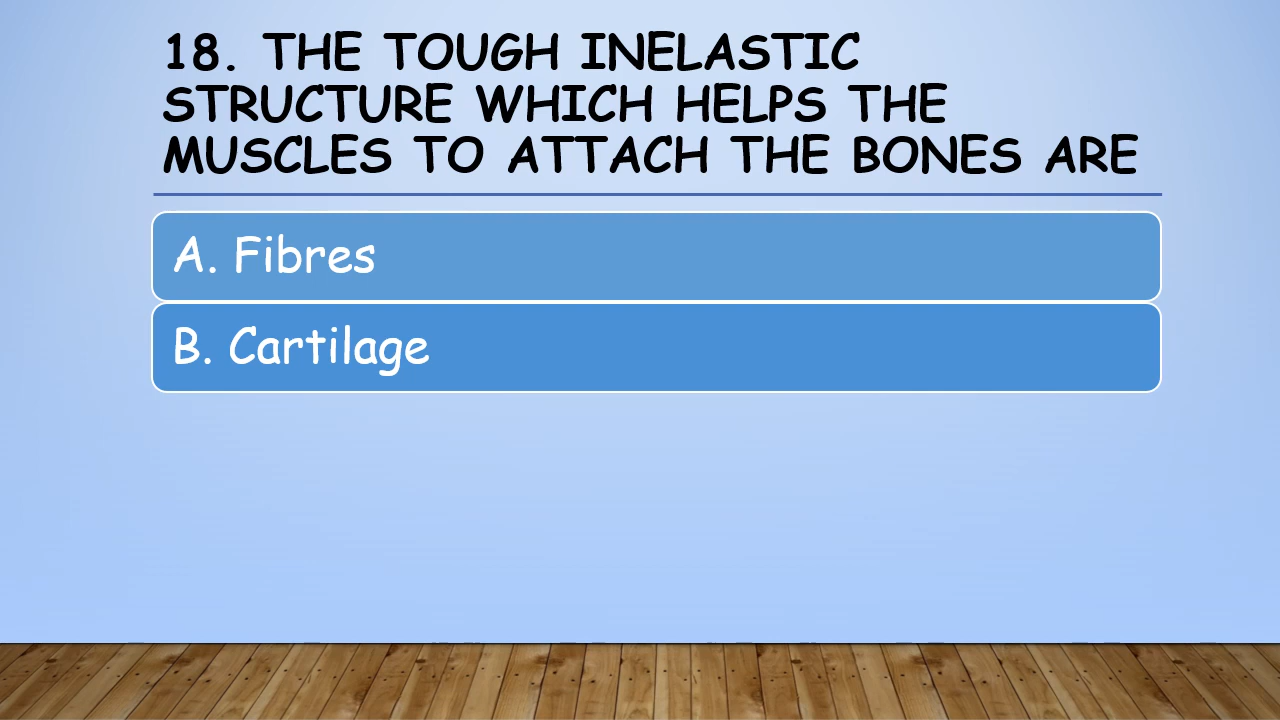 18. THE TOUGH INELASTIC
STRUCTURE WHICH HELPS THE
MUSCLES TO ATTACH THE BONES ARE
A. Fibres
B. Cartilage